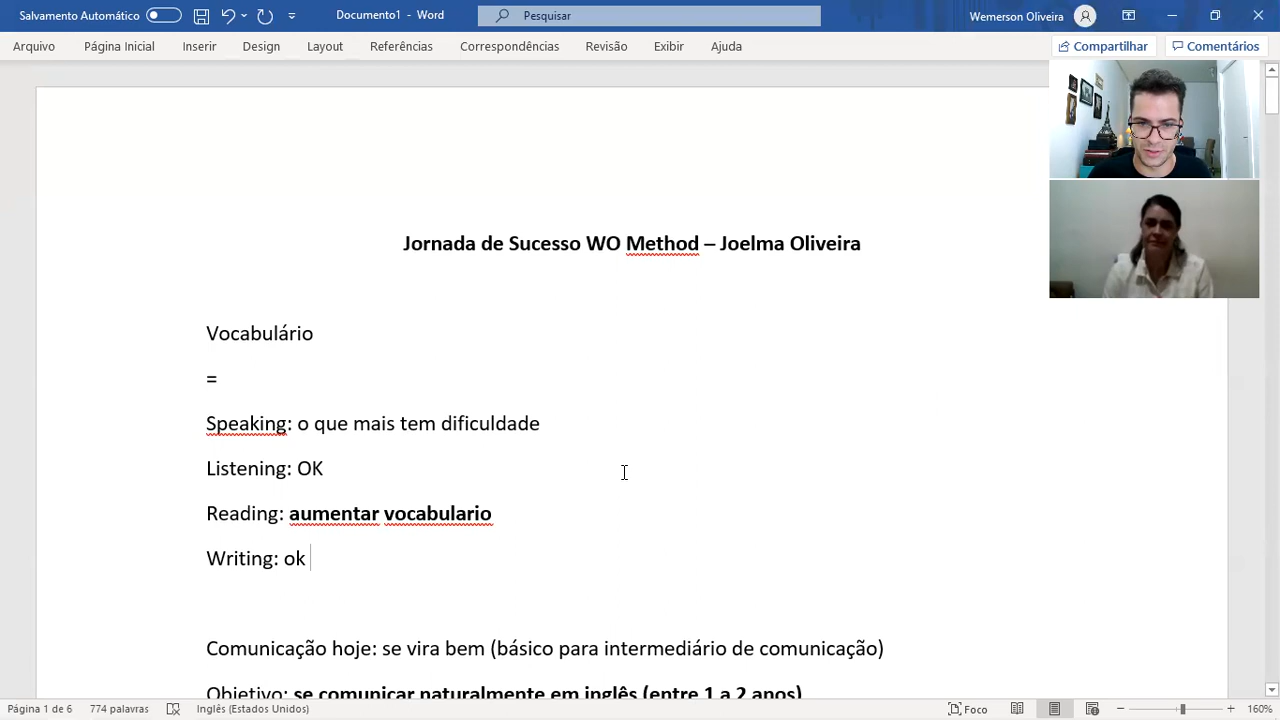 Salvamento Automático
Documento1 - Word
Pesquisar
Wemerson Oliveira
Arquivo Página Inicial Inserir Design Layout Referências Correspondências Revisão Exibir Ajuda
Compartilhar Comentários
Jornada de Sucesso WO Method – Joelma Oliveira
Vocabulário
=
Speaking: o que mais tem dificuldade
Listening: OK
Reading: aumentar vocabulario
Writing: ok
Comunicação hoje: se vira bem (básico para intermediário de comunicação)
Objetivo: se comunicar naturalmente em inglês (entre 1 a 2 anos)
Página 1 de 6 774 palavras Inglês (Estados Unidos) Foco 160%